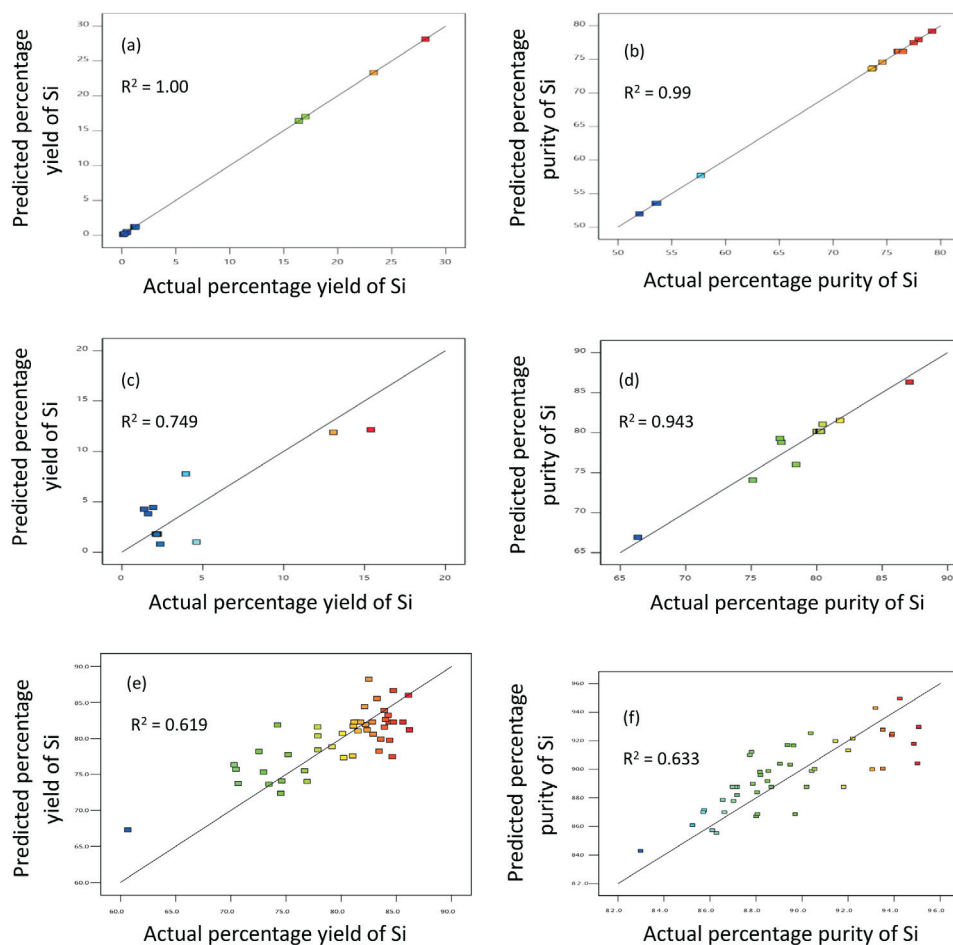 Predicted percentage
yield of Si
30
25
20
15
10
5
0
(a)
R² = 1.00
0 5 10 15 20 25 30
Actual percentage yield of Si
Predicted percentage
purity of Si
80
75
70
65
60
55
50
(b)
R² = 0.99
50 55 60 65 70 75 80
Actual percentage purity of Si
Predicted percentage
yield of Si
20
15
10
5
0
(c)
R² = 0.749
0 5 10 15 20
Actual percentage yield of Si
Predicted percentage
purity of Si
90
85
80
75
70
65
(d)
R² = 0.943
65 70 75 80 85 90
Actual percentage purity of Si
Predicted percentage
yield of Si
90.0
85.0
80.0
75.0
70.0
65.0
60.0
(e)
R² = 0.619
60.0 65.0 70.0 75.0 80.0 85.0 90.0
Actual percentage yield of Si
Predicted percentage
purity of Si
960
940
920
900
880
860
840
82.0
(f)
R² = 0.633
82.0 84.0 86.0 88.0 90.0 92.0 94.0 96.0
Actual percentage purity of Si